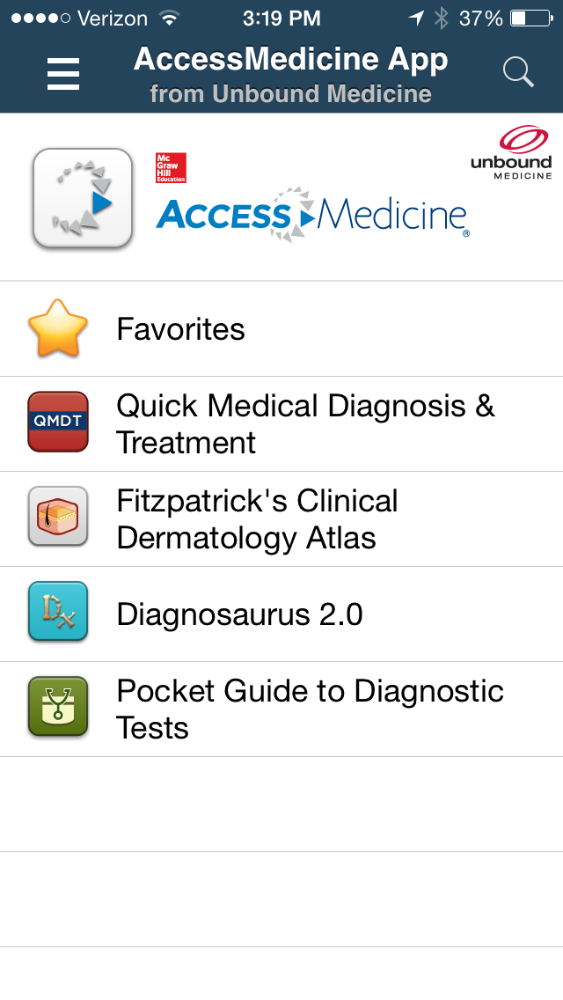 Verizon 3:19 PM 37%
AccessMedicine App
from Unbound Medicine
Mc
Graw
Hill
Education
unbound
MEDICINE
ACCESS Medicine®
Favorites
QMDT
Quick Medical Diagnosis &
Treatment
Fitzpatrick's Clinical
Dermatology Atlas
Dx
Diagnosaurus 2.0
Pocket Guide to Diagnostic
Tests